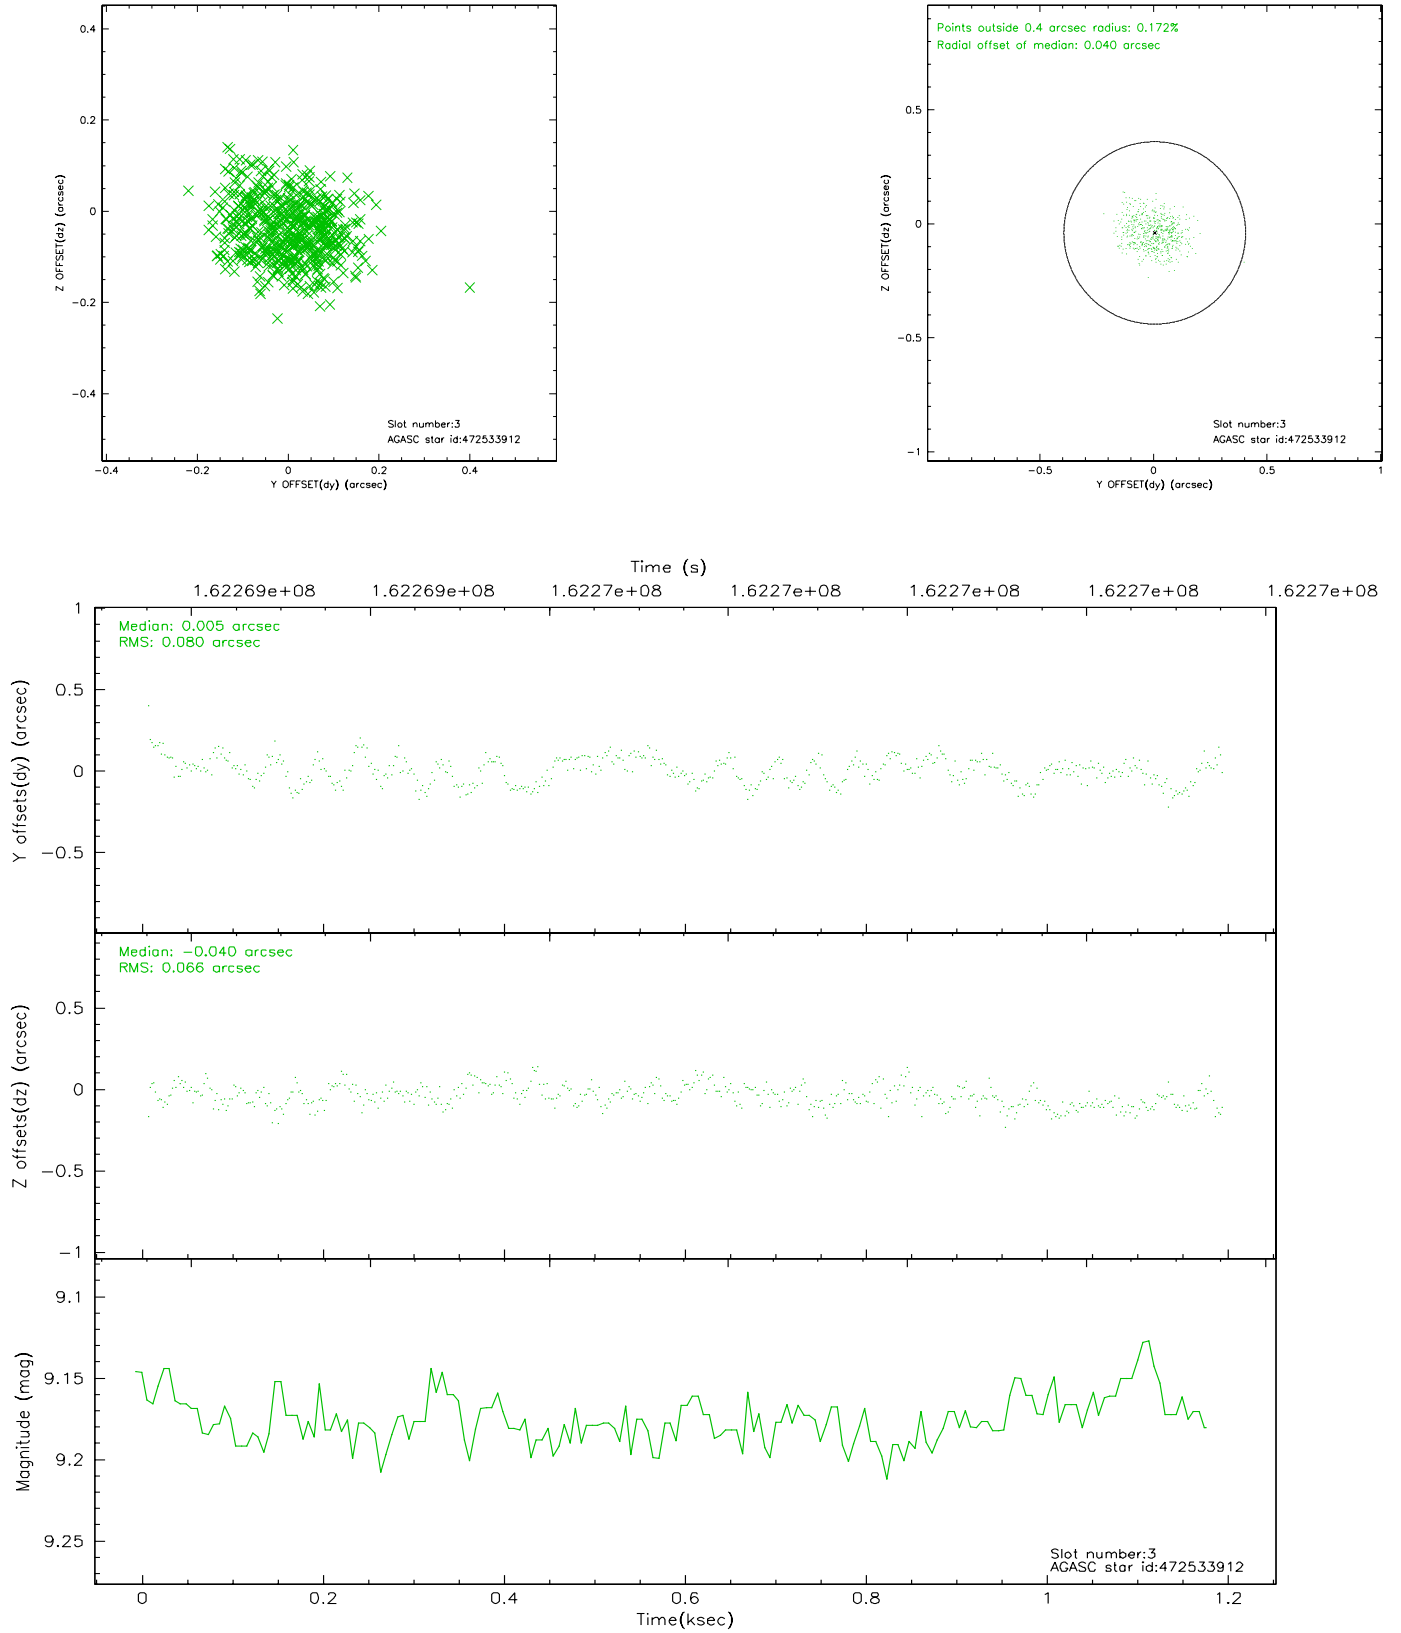 0.4
0.2
0
-0.2
-0.4
Z OFFSET(dz) (arcsec)
Slot number:3
AGASC star id:472533912
-0.4 -0.2 0 0.2 0.4
Y OFFSET(dy) (arcsec)
Points outside 0.4 arcsec radius: 0.172%
Radial offset of median: 0.040 arcsec
0.5
0
-0.5
-1
Z OFFSET(dz) (arcsec)
Slot number:3
AGASC star id:472533912
-0.5 0 0.5 1
Y OFFSET(dy) (arcsec)
Time (s)
1.62269e+08 1.62269e+08 1.6227e+08 1.6227e+08 1.6227e+08 1.6227e+08 1.6227e+08
1
0.5
0
-0.5
Y offsets(dy) (arcsec)
Median: 0.005 arcsec
RMS: 0.080 arcsec
0.5
0
-0.5
-1
Z offsets(dz) (arcsec)
Median: -0.040 arcsec
RMS: 0.066 arcsec
9.1
9.15
9.2
9.25
Magnitude (mag)
Slot number:3
AGASC star id:472533912
0 0.2 0.4 0.6 0.8 1 1.2
Time(ksec)